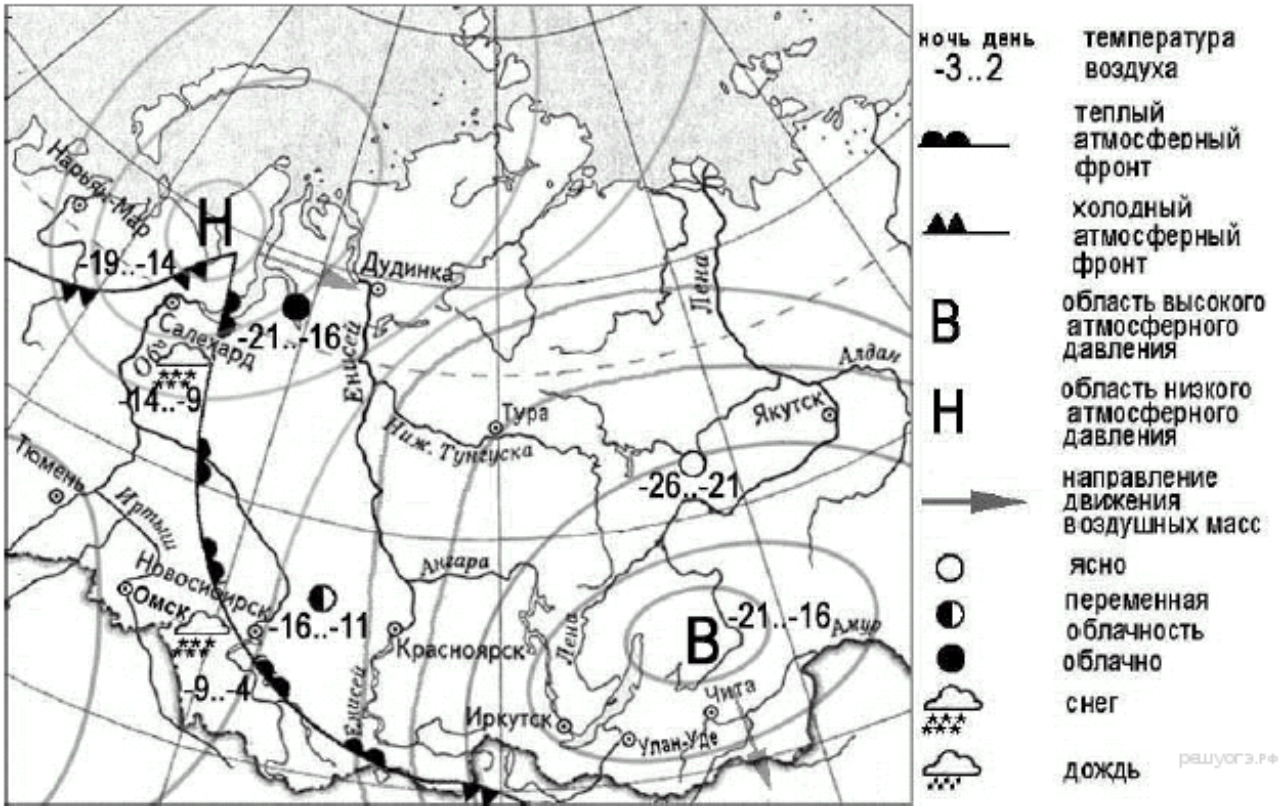 Нарьян-Мар
Н
-19..-14
Дудинка
Салехард
-21..-16
Обь
-14..-9
Енисей
Лена
Алдан
Тура
Ниж. Тунгуска
Якутск
-26..-21
Тюмень
Иртыш
Новосибирск
Омск
-16..-11
Ангара
Красноярск
Лена
В
-21..-16
Амур
-9..-4
Енисей
Иркутск
Улан-Уде
Чита
ночь день
-3..2
температура
воздуха
теплый
атмосферный
фронт
холодный
атмосферный
фронт
В
область высокого
атмосферного
давления
Н
область низкого
атмосферного
давления
направление
движения
воздушных масс
ясно
переменная
облачность
облачно
снег
дождь
решуогэ.рф